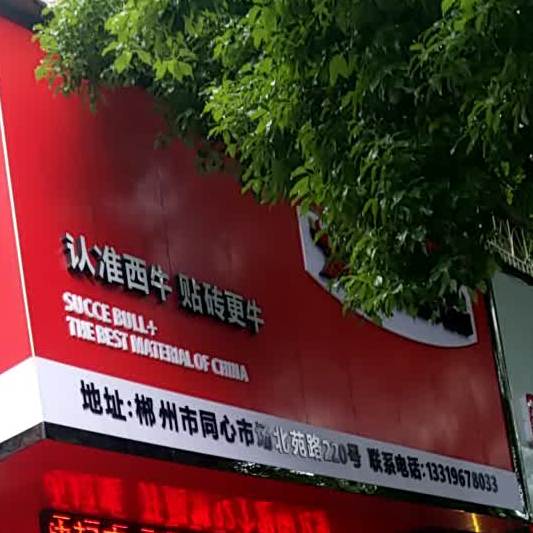 认准西牛 贴砖更牛
SUCCE BULL+
THE BEST MATERIAL OF CHINA
地址:郴州市同心市场北苑路220号 联系电话:13319678033